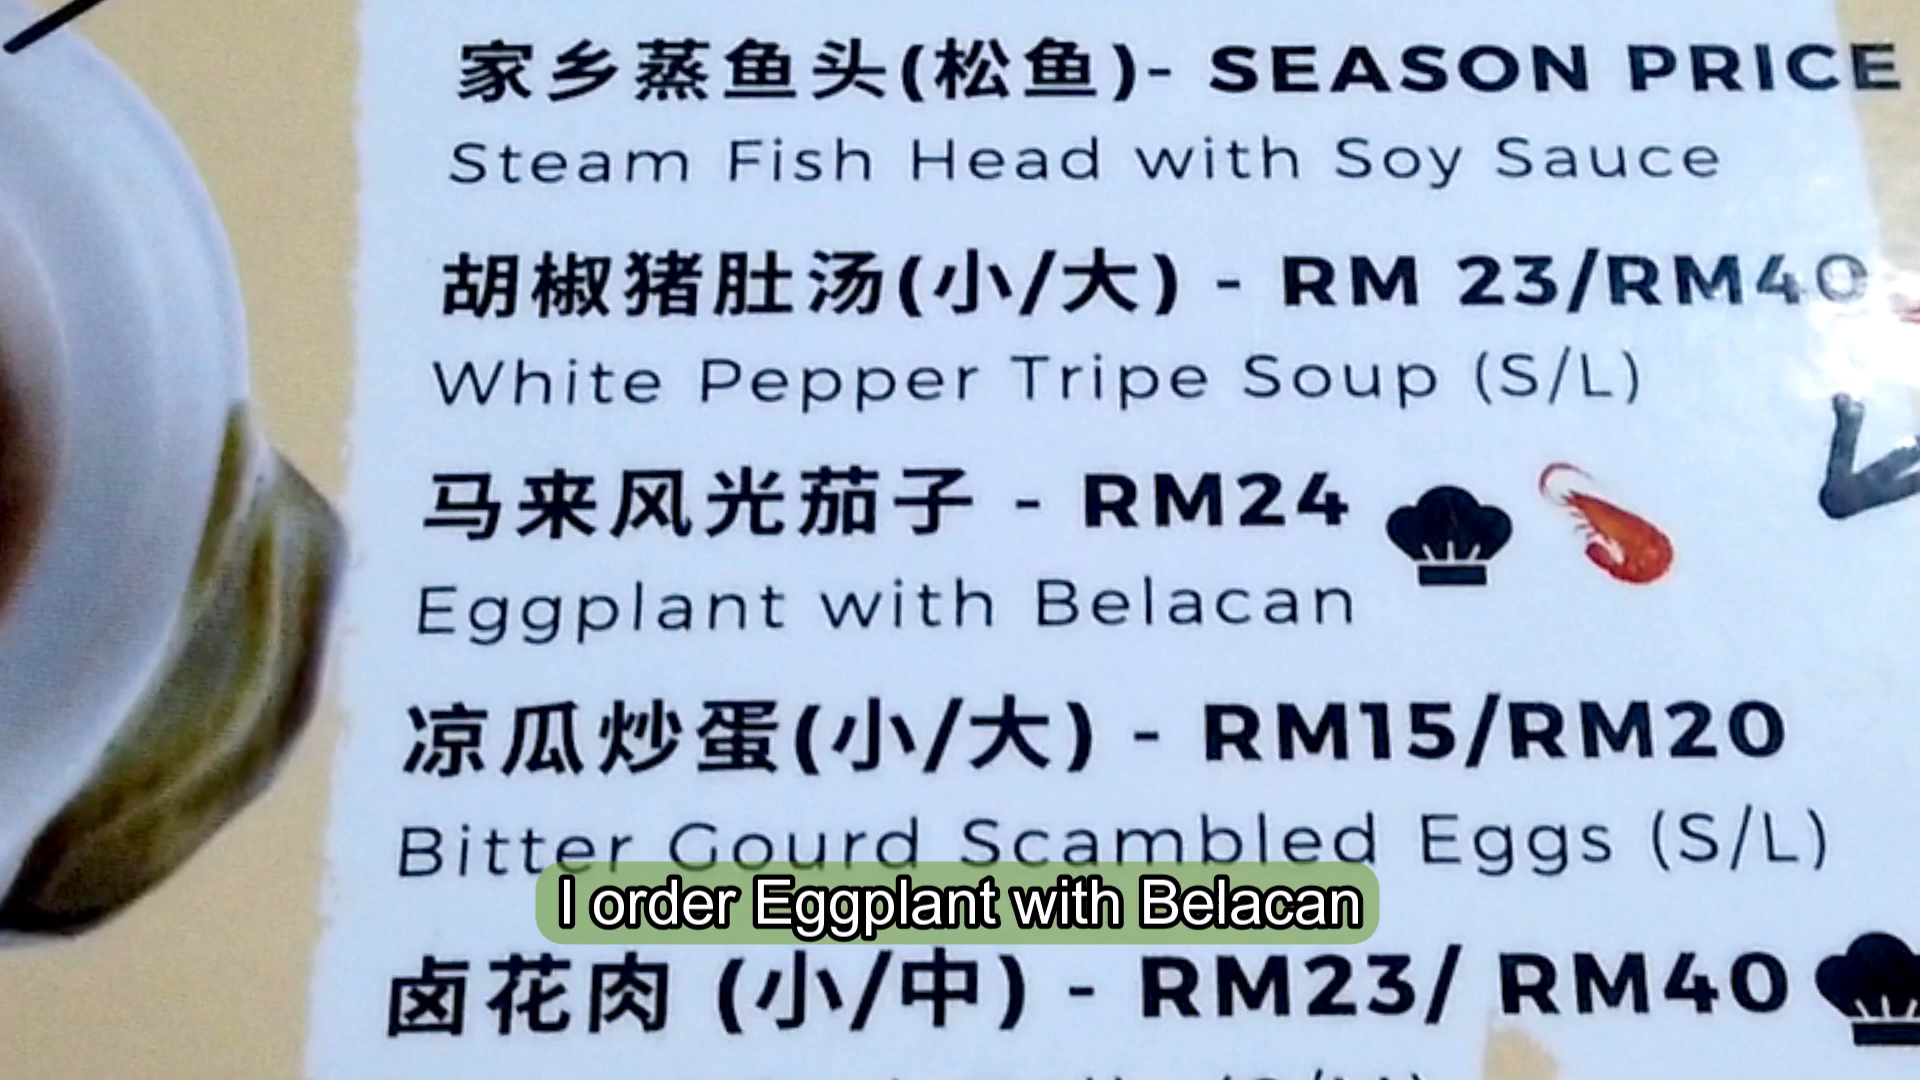 家乡蒸鱼头(松鱼)- SEASON PRICE
Steam Fish Head with Soy Sauce
胡椒猪肚汤(小/大) - RM 23/RM40
White Pepper Tripe Soup (S/L)
马来风光茄子 - RM24
Eggplant with Belacan
凉瓜炒蛋(小/大) - RM15/RM20
Bitter Gourd Scambled Eggs (S/L)
I order Eggplant with Belacan
卤花肉 (小/中) - RM23/ RM40